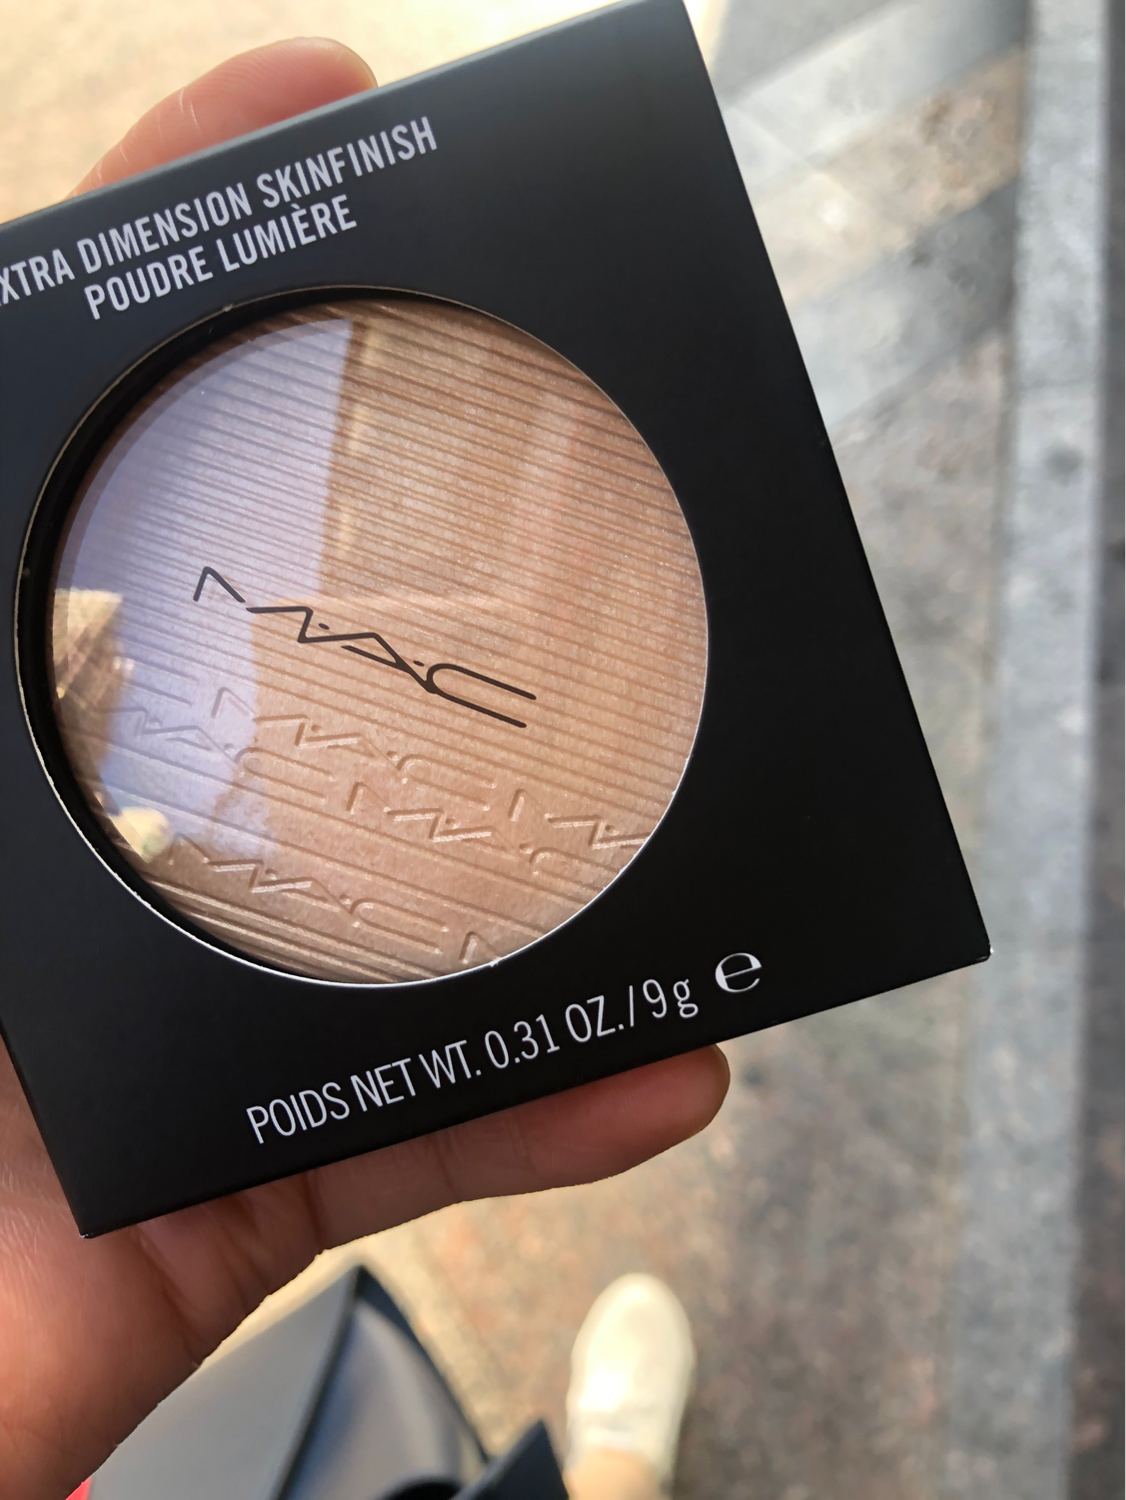 XTRA DIMENSION SKINFINISH
POUDRE LUMIÈRE
M·A·C
M·A·C
M·A·C
M·A·C
M·A·C
POIDS NET WT. 0.31 OZ./9g ℮